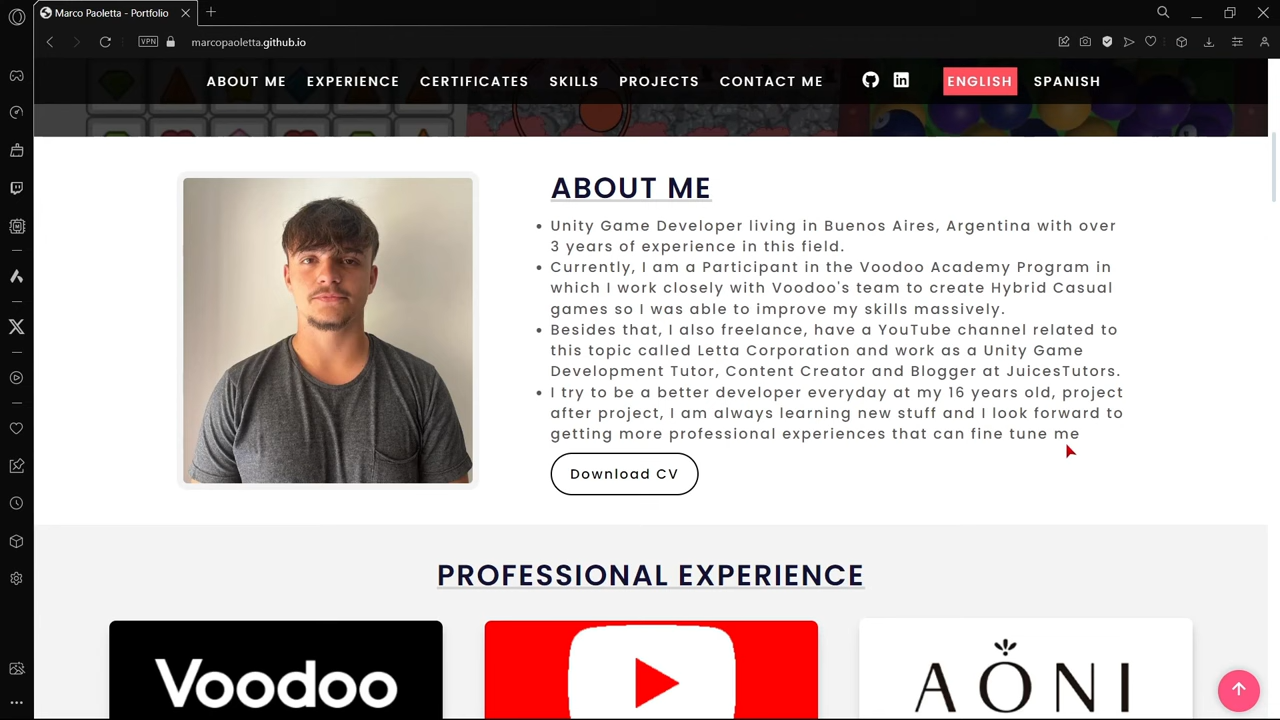 Marco Paoletta - Portfolio
VPN
marcopaoletta.github.io
ABOUT ME EXPERIENCE CERTIFICATES SKILLS PROJECTS CONTACT ME ENGLISH SPANISH
ABOUT ME
• Unity Game Developer living in Buenos Aires, Argentina with over
3 years of experience in this field.
• Currently, I am a Participant in the Voodoo Academy Program in
which I work closely with Voodoo's team to create Hybrid Casual
games so I was able to improve my skills massively.
• Besides that, I also freelance, have a YouTube channel related to
this topic called Letta Corporation and work as a Unity Game
Development Tutor, Content Creator and Blogger at JuicesTutors.
• I try to be a better developer everyday at my 16 years old, project
after project, I am always learning new stuff and I look forward to
getting more professional experiences that can fine tune me
Download CV
PROFESSIONAL EXPERIENCE
Voodoo
AONI